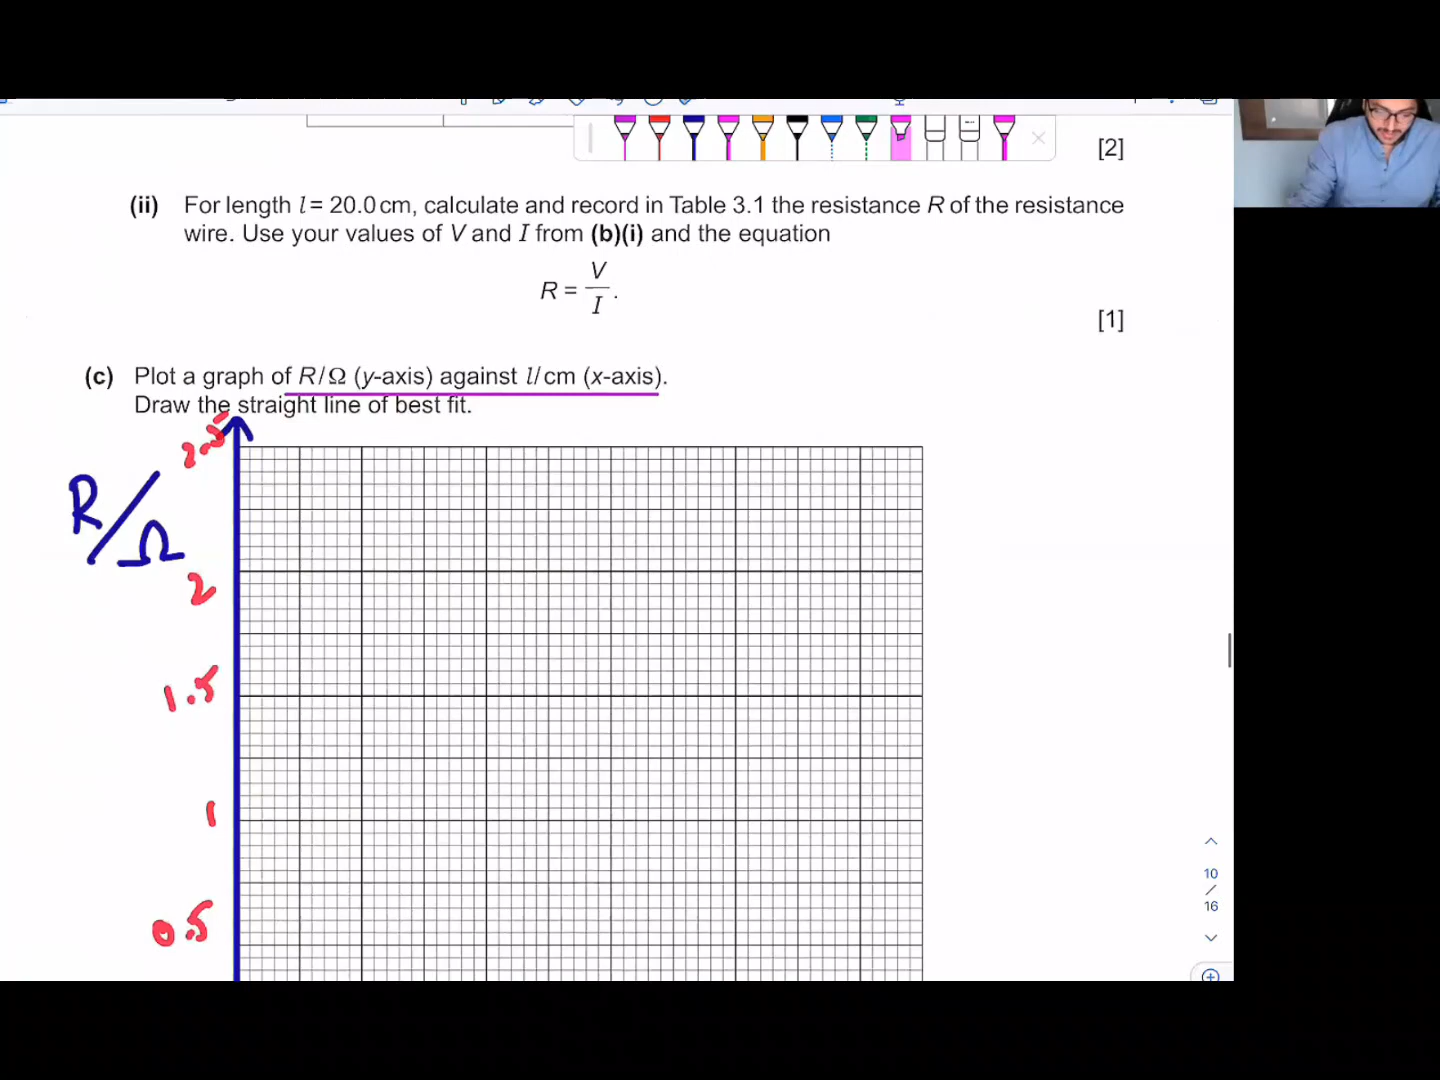 [2]
(ii) For length l = 20.0 cm, calculate and record in Table 3.1 the resistance R of the resistance
wire. Use your values of V and I from (b)(i) and the equation
R = V/I.
[1]
(c) Plot a graph of R/Ω (y-axis) against l/cm (x-axis).
Draw the straight line of best fit.
2.5
R/Ω
2
1.5
1
0.5
10
/
16